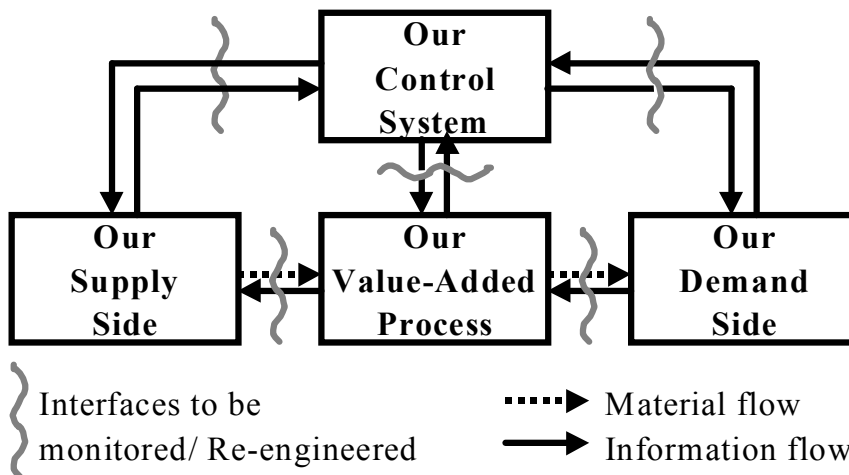 Our
Control
System
Our
Supply
Side
Our
Value-Added
Process
Our
Demand
Side
Interfaces to be
monitored/ Re-engineered
Material flow
Information flow